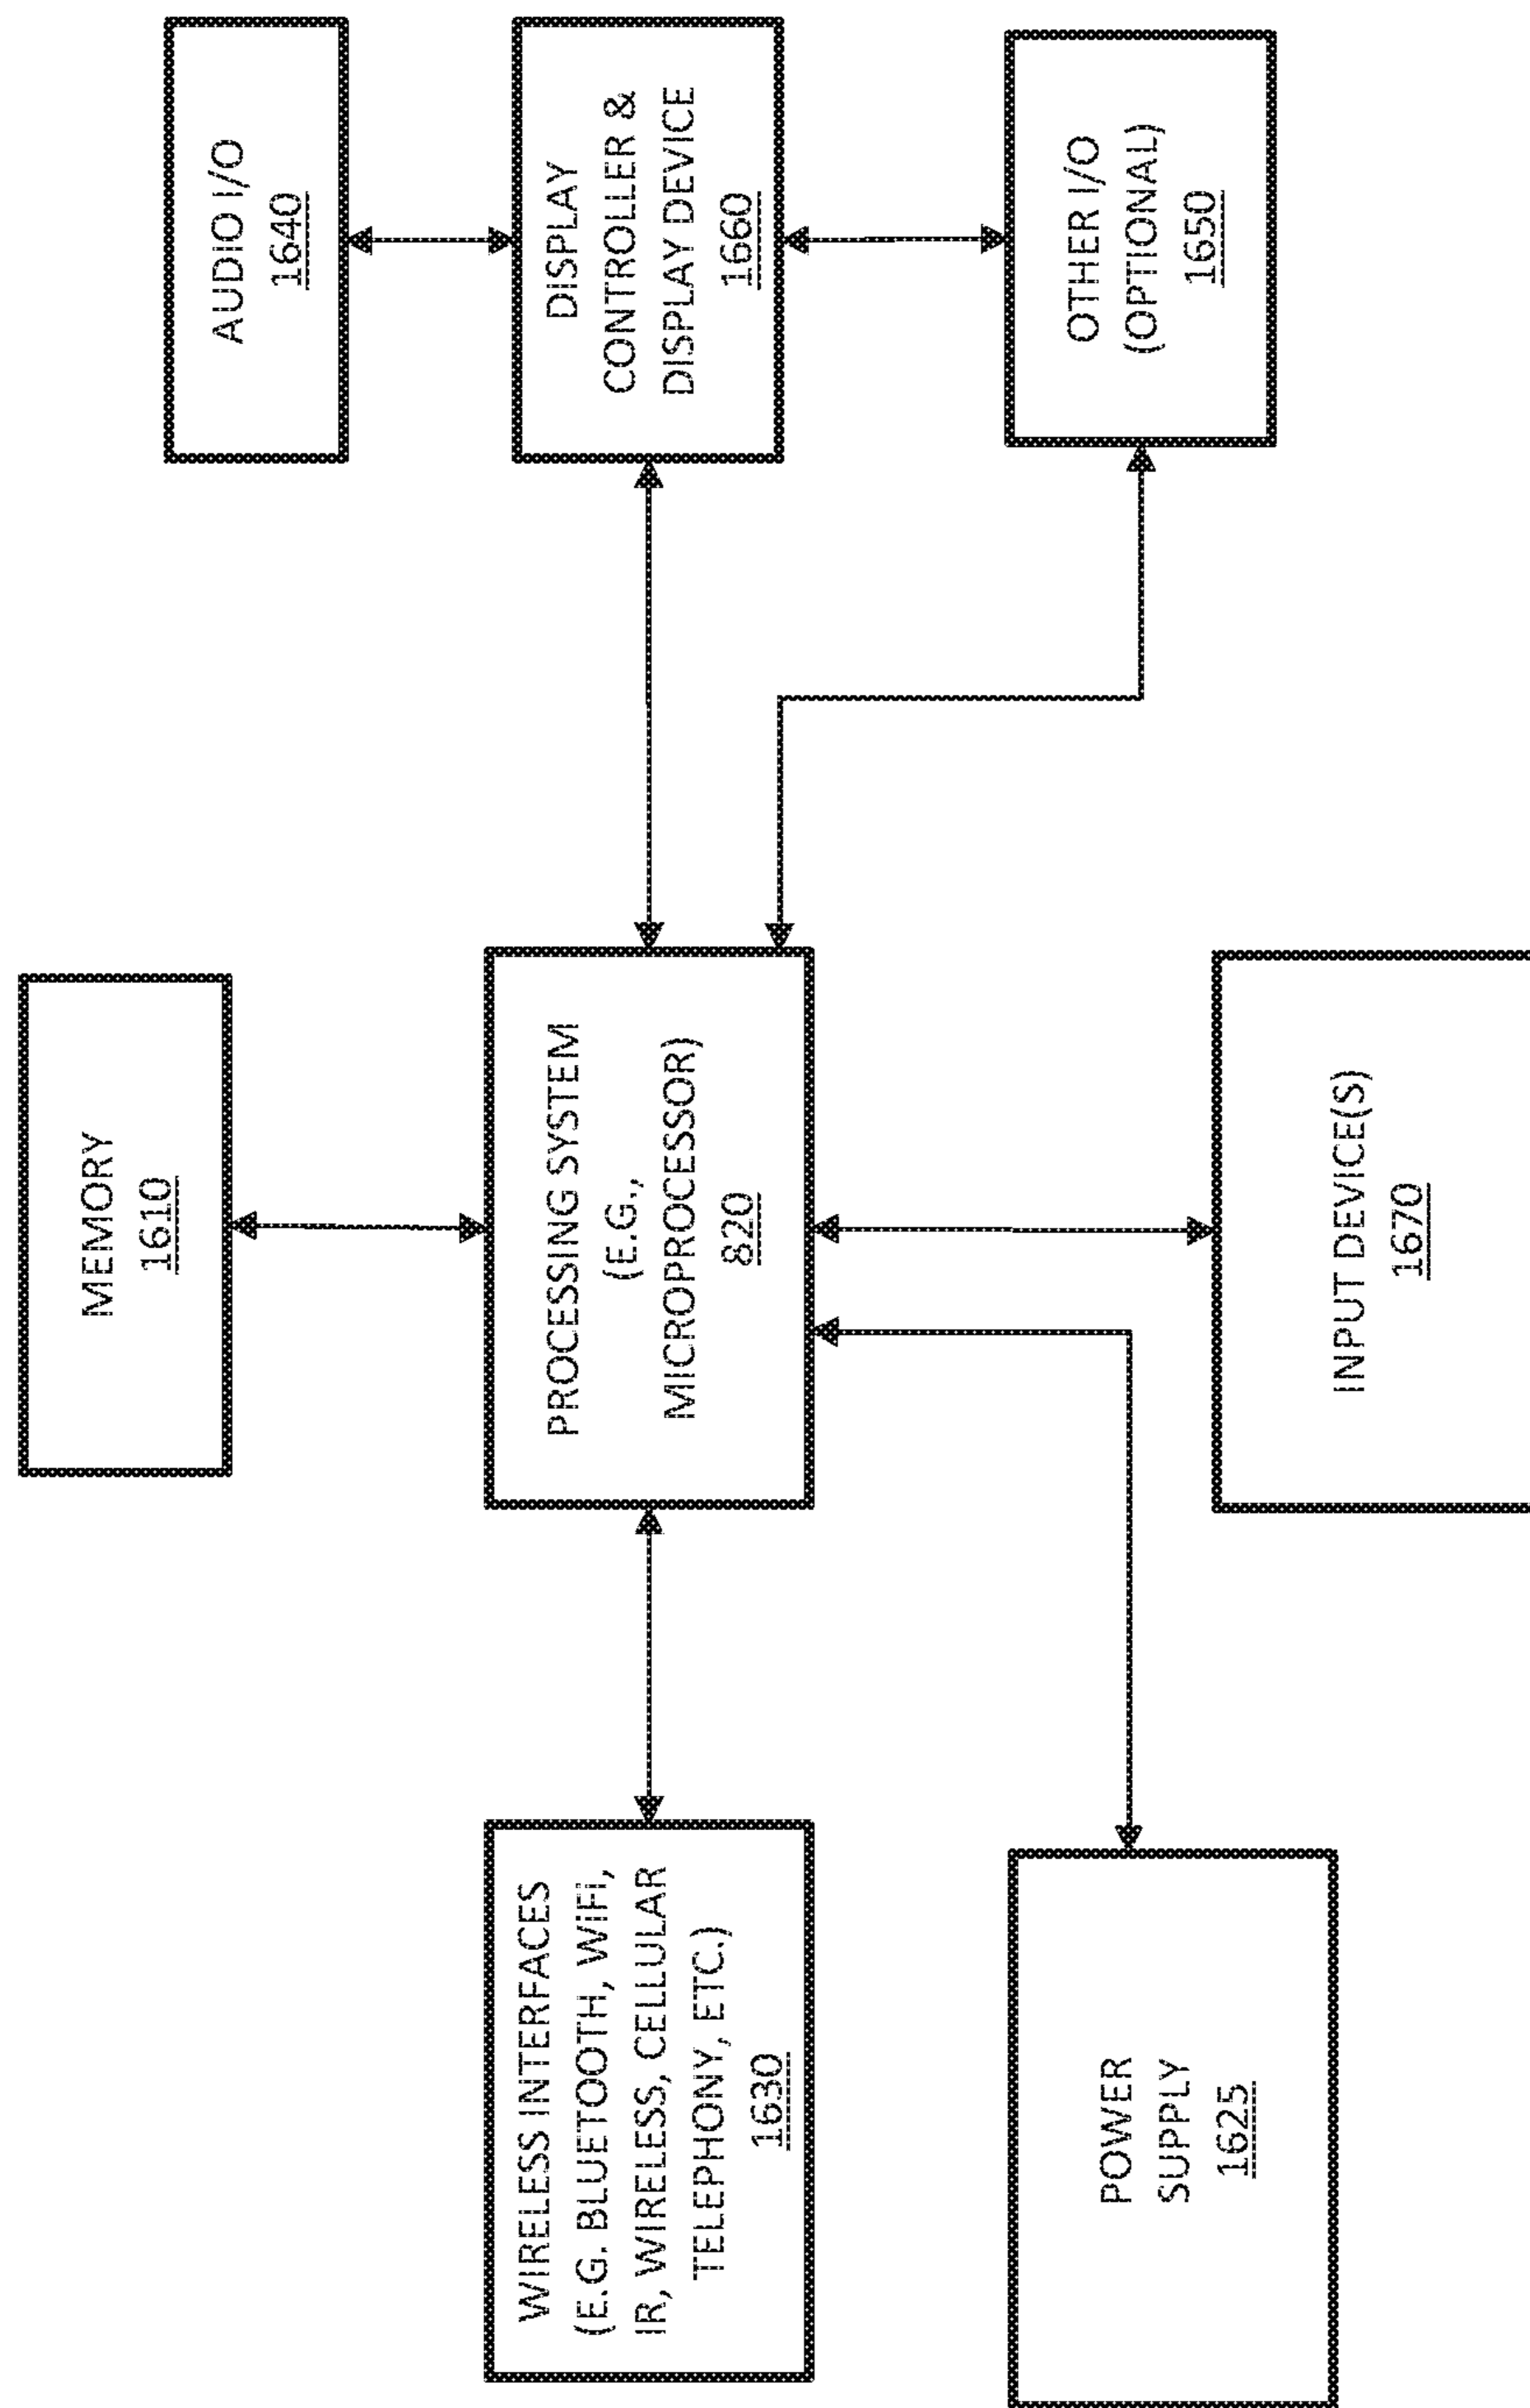 MEMORY
1610
AUDIO I/O
1640
WIRELESS INTERFACES
(E.G. BLUETOOTH, WIFI,
IR, WIRELESS, CELLULAR
TELEPHONY, ETC.)
1630
PROCESSING SYSTEM
(E.G.,
MICROPROCESSOR)
820
DISPLAY
CONTROLLER &
DISPLAY DEVICE
1660
POWER
SUPPLY
1625
INPUT DEVICE(S)
1670
OTHER I/O
(OPTIONAL)
1650